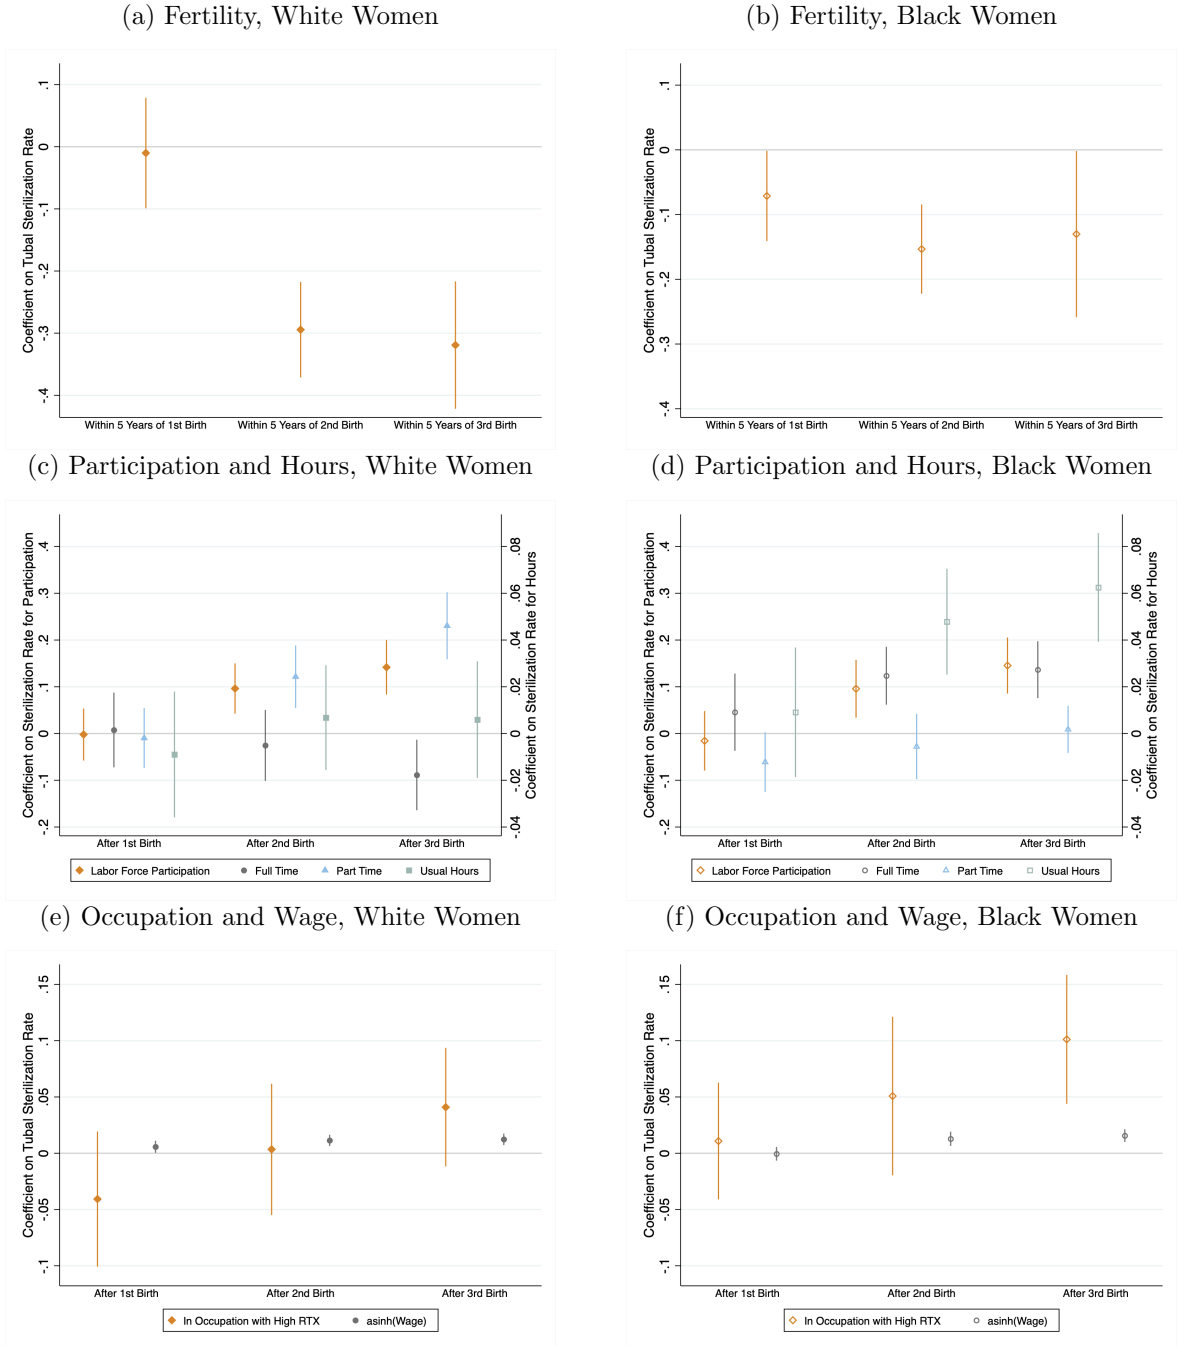 (a) Fertility, White Women
Coefficient on Tubal Sterilization Rate
.1
0
-.1
-.2
-.3
-.4
Within 5 Years of 1st Birth
Within 5 Years of 2nd Birth
Within 5 Years of 3rd Birth
(b) Fertility, Black Women
Coefficient on Tubal Sterilization Rate
.1
0
-.1
-.2
-.3
-.4
Within 5 Years of 1st Birth
Within 5 Years of 2nd Birth
Within 5 Years of 3rd Birth
(c) Participation and Hours, White Women
Coefficient on Sterilization Rate for Participation
.4
.3
.2
.1
0
-.1
-.2
Coefficient on Sterilization Rate for Hours
.08
.06
.04
.02
0
-.02
-.04
After 1st Birth
After 2nd Birth
After 3rd Birth
Labor Force Participation
Full Time
Part Time
Usual Hours
(d) Participation and Hours, Black Women
Coefficient on Sterilization Rate for Participation
.4
.3
.2
.1
0
-.1
-.2
Coefficient on Sterilization Rate for Hours
.08
.06
.04
.02
0
-.02
-.04
After 1st Birth
After 2nd Birth
After 3rd Birth
Labor Force Participation
Full Time
Part Time
Usual Hours
(e) Occupation and Wage, White Women
Coefficient on Tubal Sterilization Rate
.15
.1
.05
0
-.05
-.1
After 1st Birth
After 2nd Birth
After 3rd Birth
In Occupation with High RTX
asinh(Wage)
(f) Occupation and Wage, Black Women
Coefficient on Tubal Sterilization Rate
.15
.1
.05
0
-.05
-.1
After 1st Birth
After 2nd Birth
After 3rd Birth
In Occupation with High RTX
asinh(Wage)